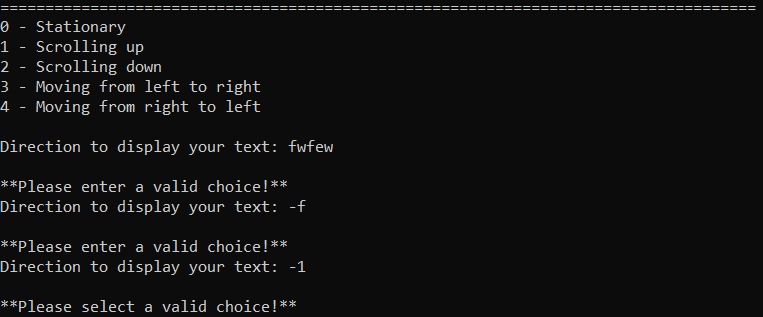 ====================================================================================
0 - Stationary
1 - Scrolling up
2 - Scrolling down
3 - Moving from left to right
4 - Moving from right to left
Direction to display your text: fwfew
**Please enter a valid choice!**
Direction to display your text: -f
**Please enter a valid choice!**
Direction to display your text: -1
**Please select a valid choice!**